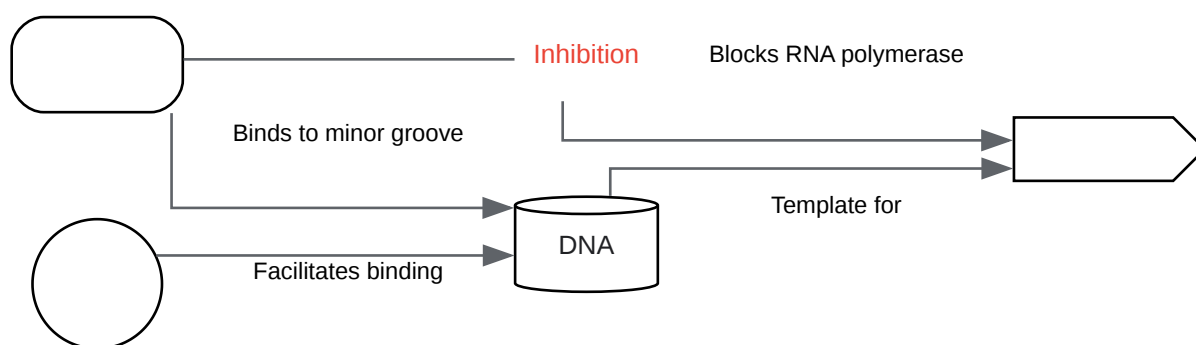 Inhibition
Blocks RNA polymerase
Binds to minor groove
Template for
DNA
Facilitates binding